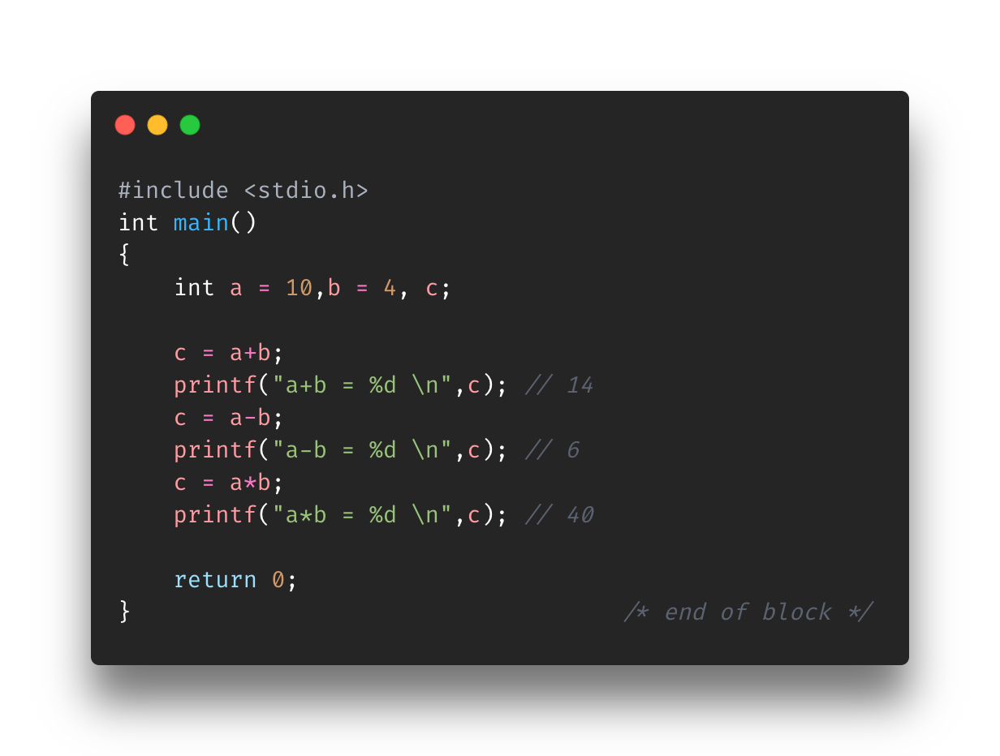 #include <stdio.h>
int main()
{
    int a = 10,b = 4, c;

    c = a+b;
    printf("a+b = %d \n",c); // 14
    c = a-b;
    printf("a-b = %d \n",c); // 6
    c = a*b;
    printf("a*b = %d \n",c); // 40

    return 0;
}                                    /* end of block */